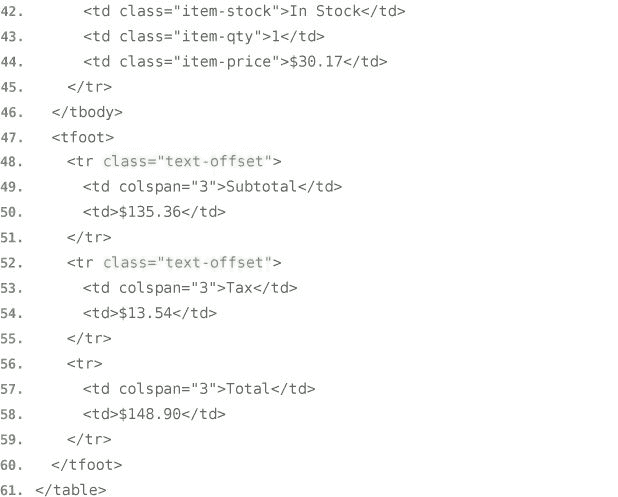 42. <td class="item-stock">In Stock</td>
43. <td class="item-qty">1</td>
44. <td class="item-price">$30.17</td>
45. </tr>
46. </tbody>
47. <tfoot>
48. <tr class="text-offset">
49. <td colspan="3">Subtotal</td>
50. <td>$135.36</td>
51. </tr>
52. <tr class="text-offset">
53. <td colspan="3">Tax</td>
54. <td>$13.54</td>
55. </tr>
56. <tr>
57. <td colspan="3">Total</td>
58. <td>$148.90</td>
59. </tr>
60. </tfoot>
61. </table>